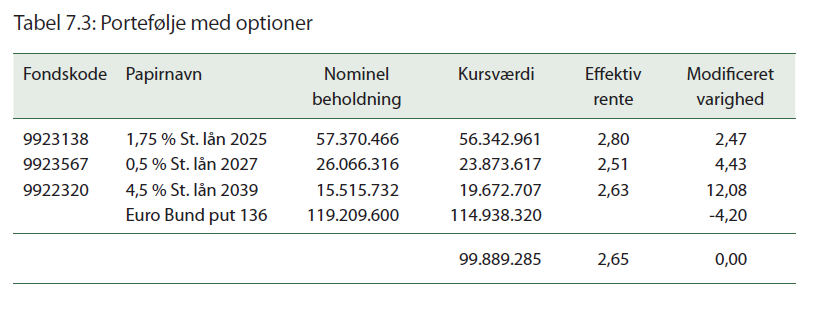 Tabel 7.3: Portefølje med optioner
Fondskode Papirnavn Nominel beholdning Kursværdi Effektiv rente Modificeret varighed
9923138 1,75 % St. lån 2025 57.370.466 56.342.961 2,80 2,47
9923567 0,5 % St. lån 2027 26.066.316 23.873.617 2,51 4,43
9922320 4,5 % St. lån 2039 15.515.732 19.672.707 2,63 12,08
Euro Bund put 136 119.209.600 114.938.320 -4,20
99.889.285 2,65 0,00